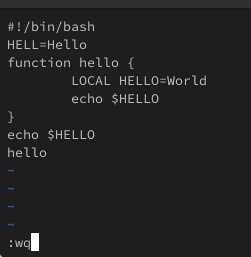 #!/bin/bash
HELL=Hello
function hello {
        LOCAL HELLO=World
        echo $HELLO
}
echo $HELLO
hello
~
~
~
~
:wq